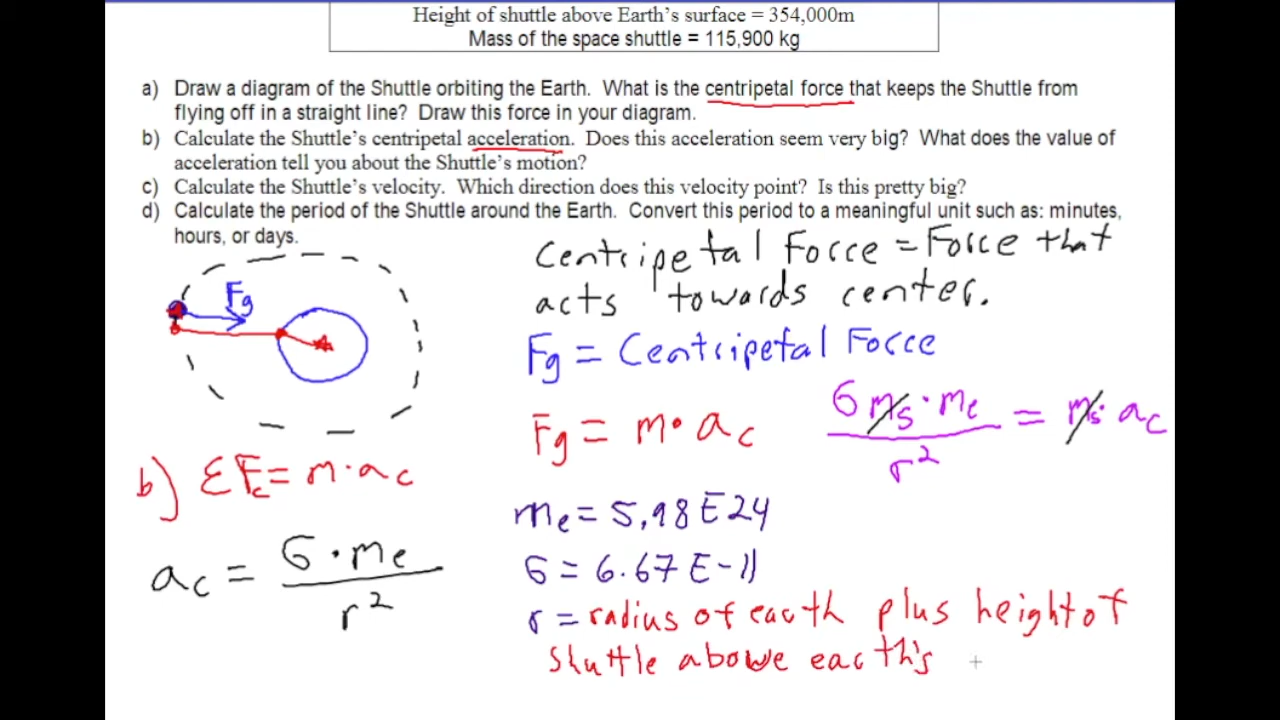 Height of shuttle above Earth's surface = 354,000m
Mass of the space shuttle = 115,900 kg
a) Draw a diagram of the Shuttle orbiting the Earth. What is the centripetal force that keeps the Shuttle from
flying off in a straight line? Draw this force in your diagram.
b) Calculate the Shuttle's centripetal acceleration. Does this acceleration seem very big? What does the value of
acceleration tell you about the Shuttle's motion?
c) Calculate the Shuttle's velocity. Which direction does this velocity point? Is this pretty big?
d) Calculate the period of the Shuttle around the Earth. Convert this period to a meaningful unit such as: minutes,
hours, or days.
Centripetal Force = Force that
acts towards center.
Fg
Fg = Centripetal Force
G ms · me / r² = ms · ac
Fg = m · ac
b) ΣFc = m · ac
me = 5.98E24
ac = G · me / r²
G = 6.67E-11
r = radius of earth plus height of
shuttle above earth's